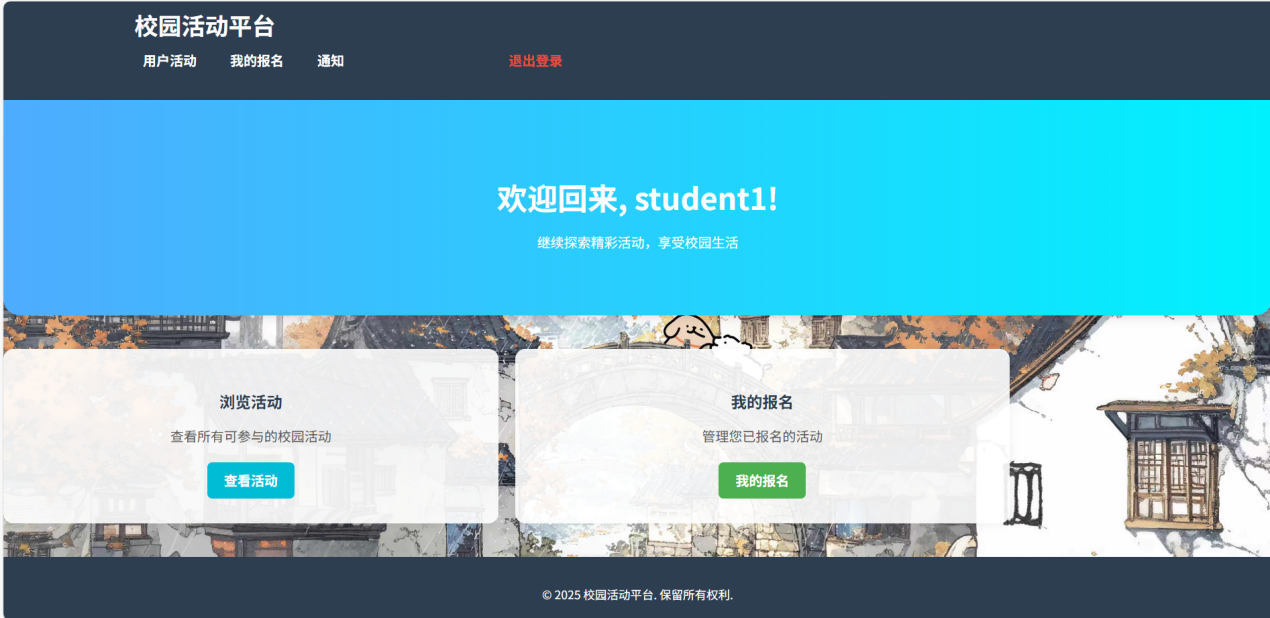 校园活动平台
用户活动 我的报名 通知 退出登录
欢迎回来, student1!
继续探索精彩活动，享受校园生活
浏览活动
查看所有可参与的校园活动
查看活动
我的报名
管理您已报名的活动
我的报名
© 2025 校园活动平台. 保留所有权利.